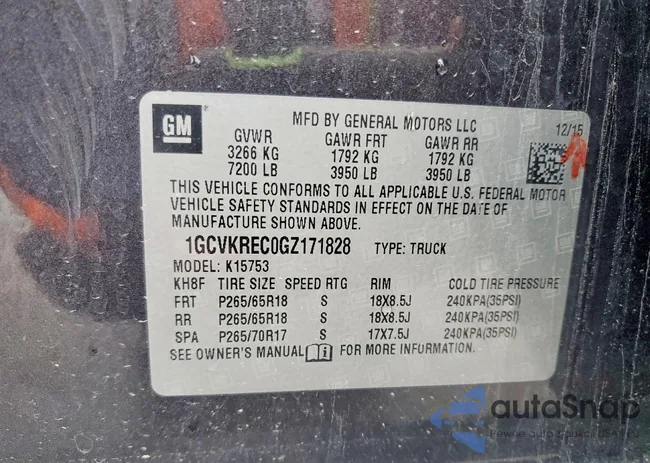 GM
MFD BY GENERAL MOTORS LLC
12/15
GVWR GAWR FRT GAWR RR
3266 KG 1792 KG 1792 KG
7200 LB 3950 LB 3950 LB
THIS VEHICLE CONFORMS TO ALL APPLICABLE U.S. FEDERAL MOTOR
VEHICLE SAFETY STANDARDS IN EFFECT ON THE DATE OF
MANUFACTURE SHOWN ABOVE.
1GCVKREC0GZ171828 TYPE: TRUCK
MODEL: K15753
KH8F TIRE SIZE SPEED RTG RIM COLD TIRE PRESSURE
FRT P265/65R18 S 18X8.5J 240KPA(35PSI)
RR P265/65R18 S 18X8.5J 240KPA(35PSI)
SPA P265/70R17 S 17X7.5J 240KPA(35PSI)
SEE OWNER'S MANUAL FOR MORE INFORMATION.
autoSnap